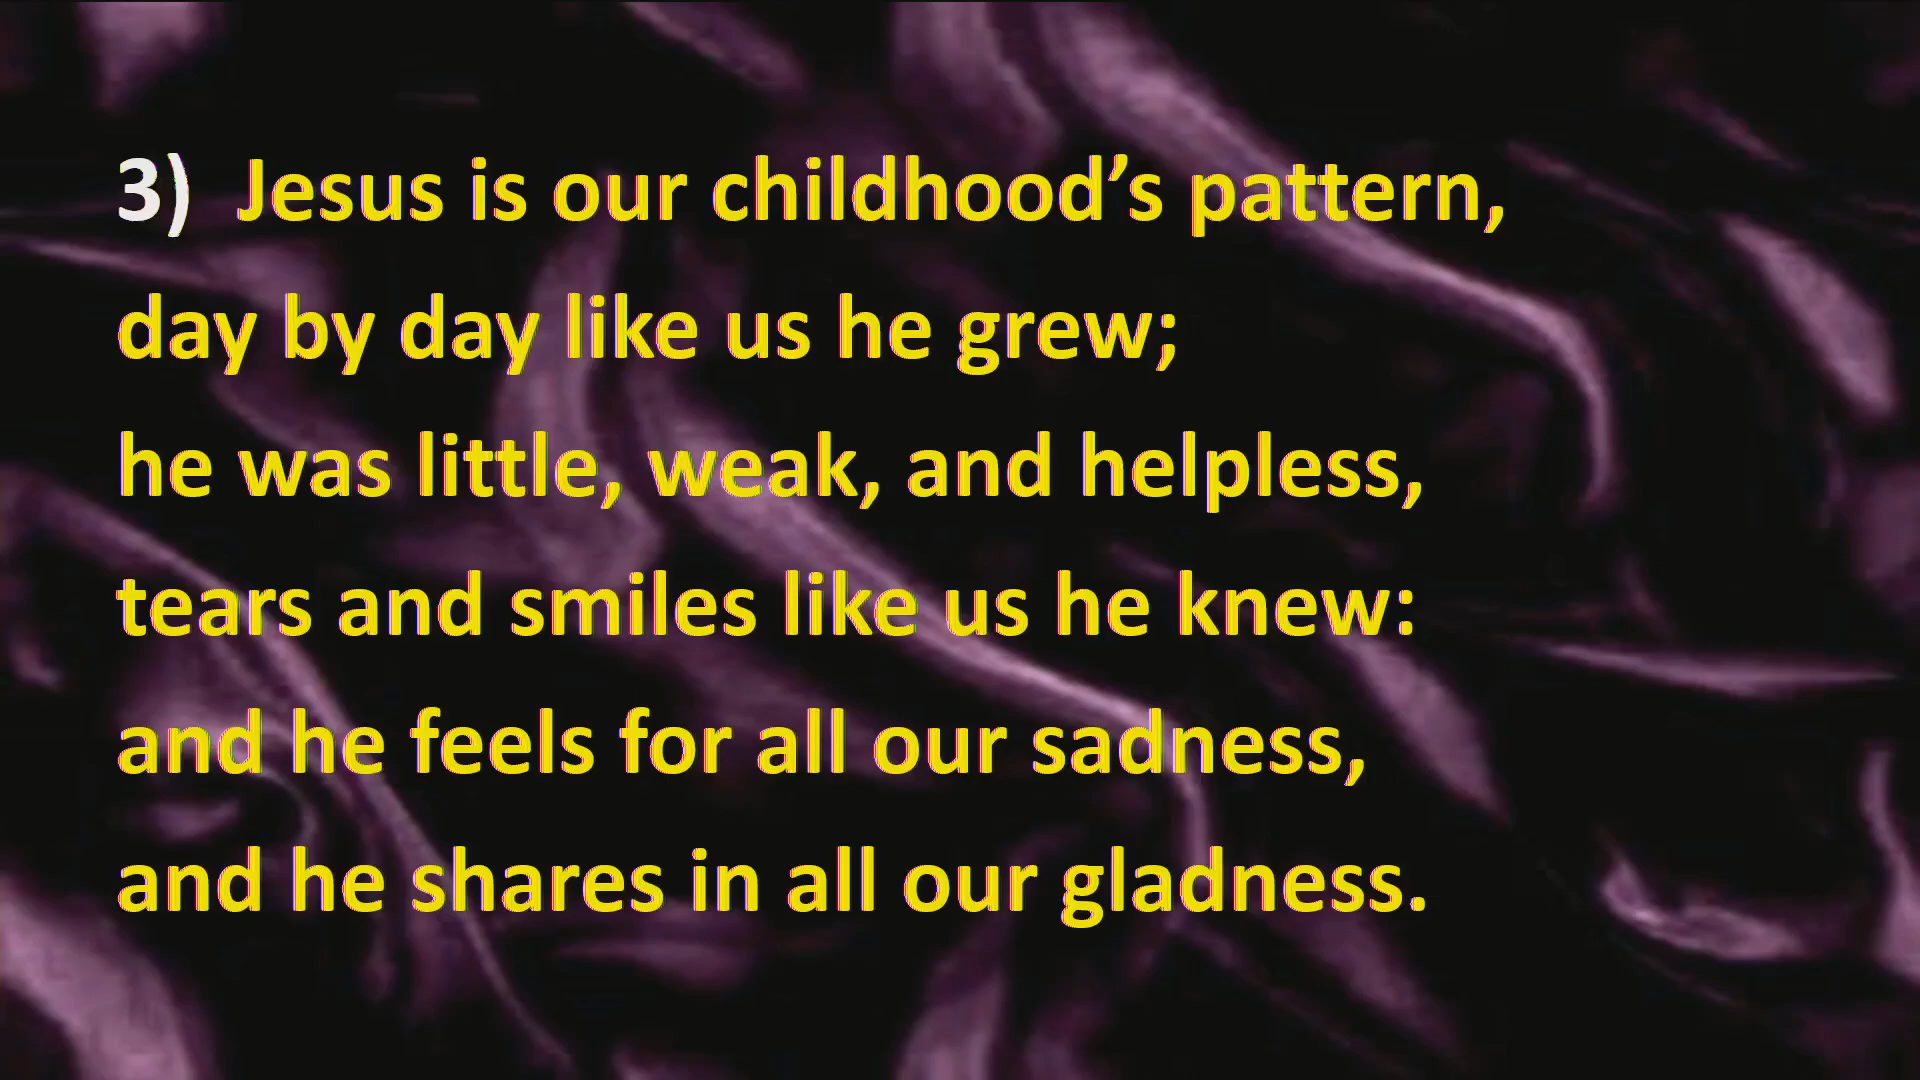 3) Jesus is our childhood’s pattern,
day by day like us he grew;
he was little, weak, and helpless,
tears and smiles like us he knew:
and he feels for all our sadness,
and he shares in all our gladness.